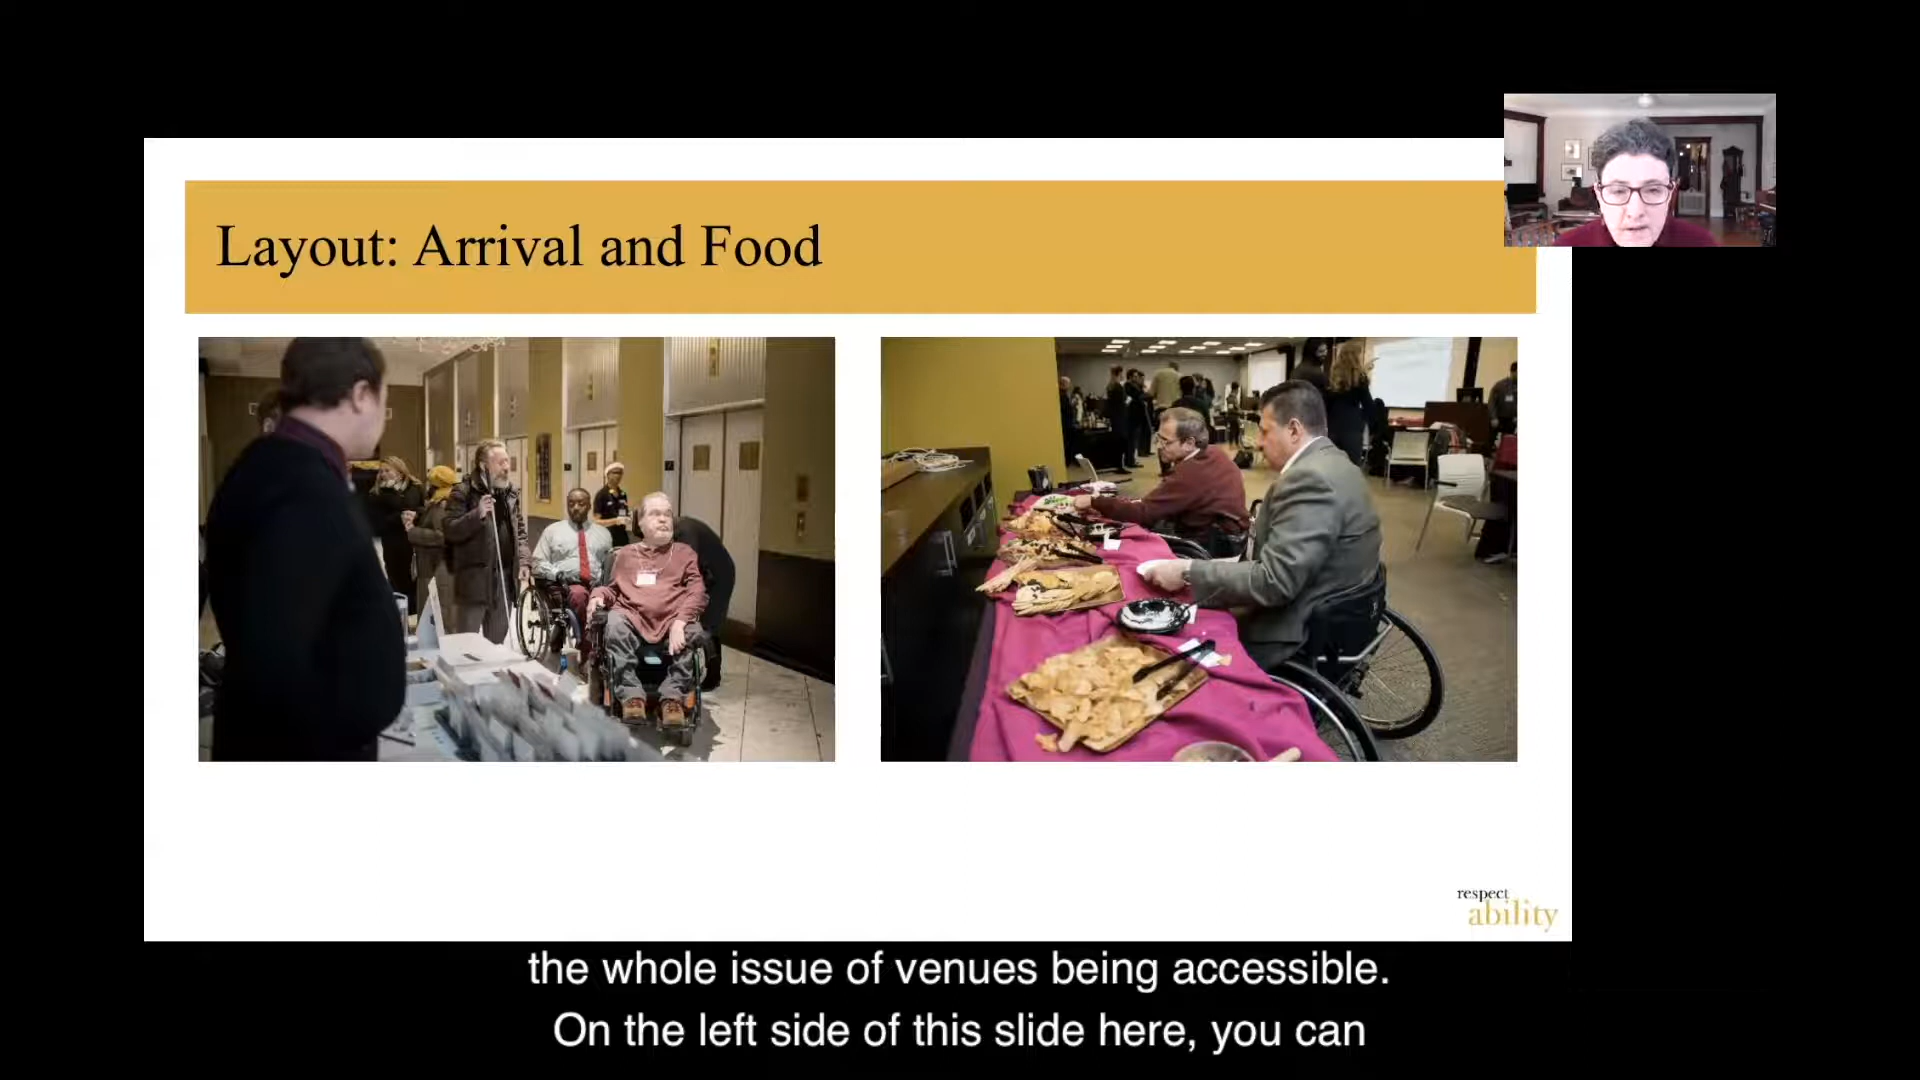 Layout: Arrival and Food
respect
ability
the whole issue of venues being accessible.
On the left side of this slide here, you can